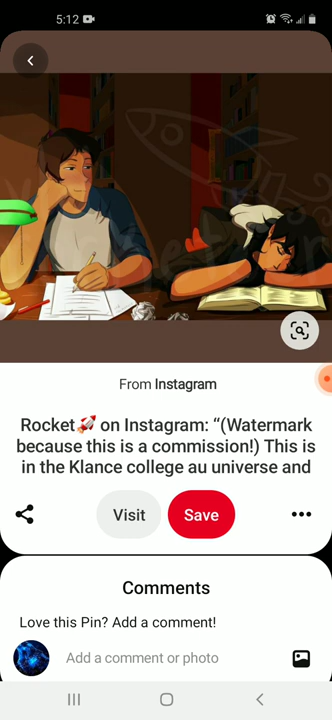 5:12
From Instagram
Rocket🚀 on Instagram: “(Watermark
because this is a commission!) This is
in the Klance college au universe and
Visit
Save
Comments
Love this Pin? Add a comment!
Add a comment or photo